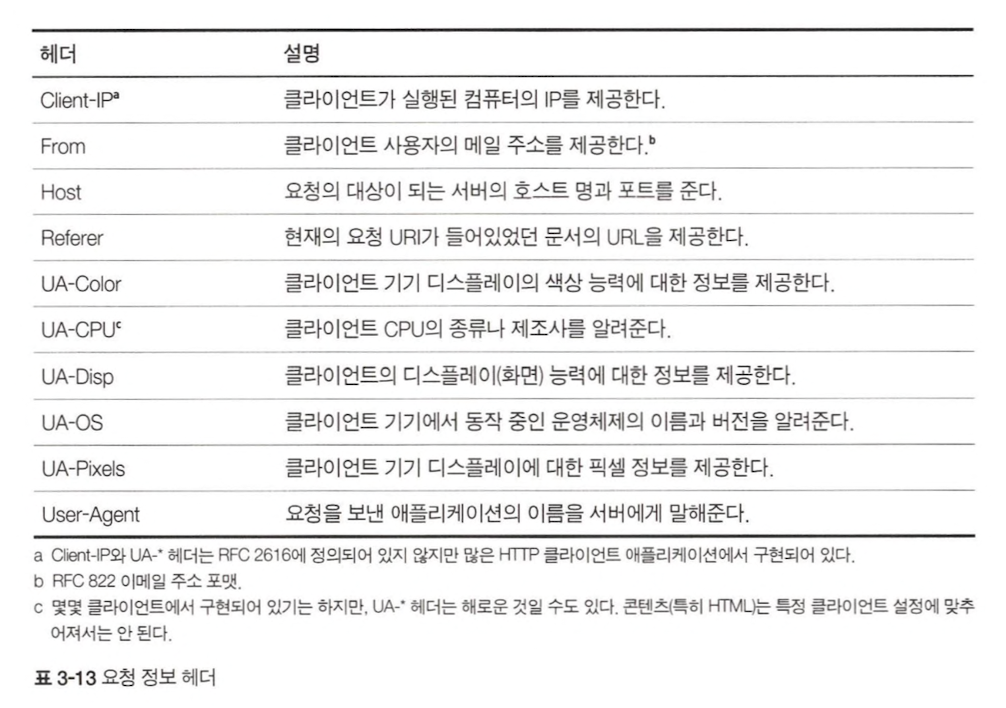 헤더 설명
Client-IPa 클라이언트가 실행된 컴퓨터의 IP를 제공한다.
From 클라이언트 사용자의 메일 주소를 제공한다.b
Host 요청의 대상이 되는 서버의 호스트 명과 포트를 준다.
Referer 현재의 요청 URI가 들어있었던 문서의 URL을 제공한다.
UA-Color 클라이언트 기기 디스플레이의 색상 능력에 대한 정보를 제공한다.
UA-CPUc 클라이언트 CPU의 종류나 제조사를 알려준다.
UA-Disp 클라이언트의 디스플레이(화면) 능력에 대한 정보를 제공한다.
UA-OS 클라이언트 기기에서 동작 중인 운영체제의 이름과 버전을 알려준다.
UA-Pixels 클라이언트 기기 디스플레이에 대한 픽셀 정보를 제공한다.
User-Agent 요청을 보낸 애플리케이션의 이름을 서버에게 말해준다.
a Client-IP와 UA-* 헤더는 RFC 2616에 정의되어 있지 않지만 많은 HTTP 클라이언트 애플리케이션에서 구현되어 있다.
b RFC 822 이메일 주소 포맷.
c 몇몇 클라이언트에서 구현되어 있기는 하지만, UA-* 헤더는 해로운 것일 수도 있다. 콘텐츠(특히 HTML)는 특정 클라이언트 설정에 맞추
어져서는 안 된다.
표 3-13 요청 정보 헤더